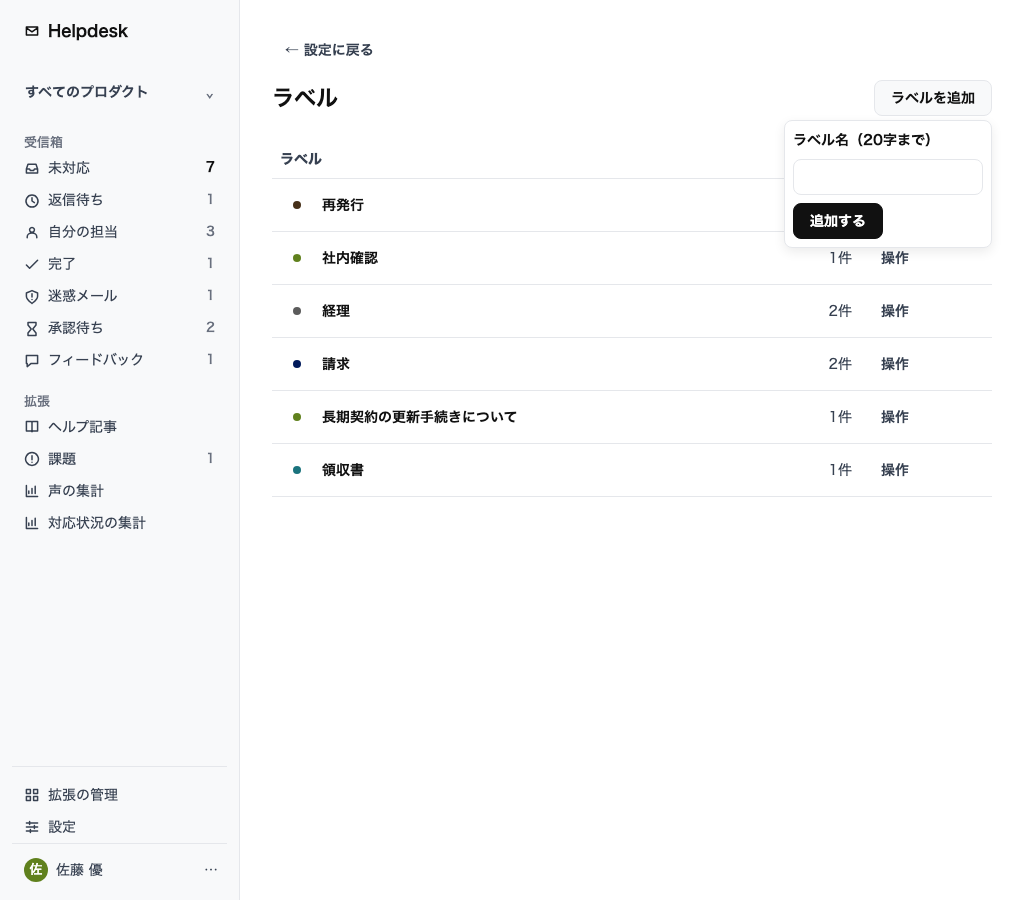 Helpdesk
すべてのプロダクト
受信箱
未対応 7
返信待ち 1
自分の担当 3
完了 1
迷惑メール 1
承認待ち 2
フィードバック 1
拡張
ヘルプ記事
課題 1
声の集計
対応状況の集計
拡張の管理
設定
佐 佐藤 優 …
← 設定に戻る
ラベル
ラベルを追加
ラベル名（20字まで）
追加する
ラベル
再発行
社内確認 1件 操作
経理 2件 操作
請求 2件 操作
長期契約の更新手続きについて 1件 操作
領収書 1件 操作